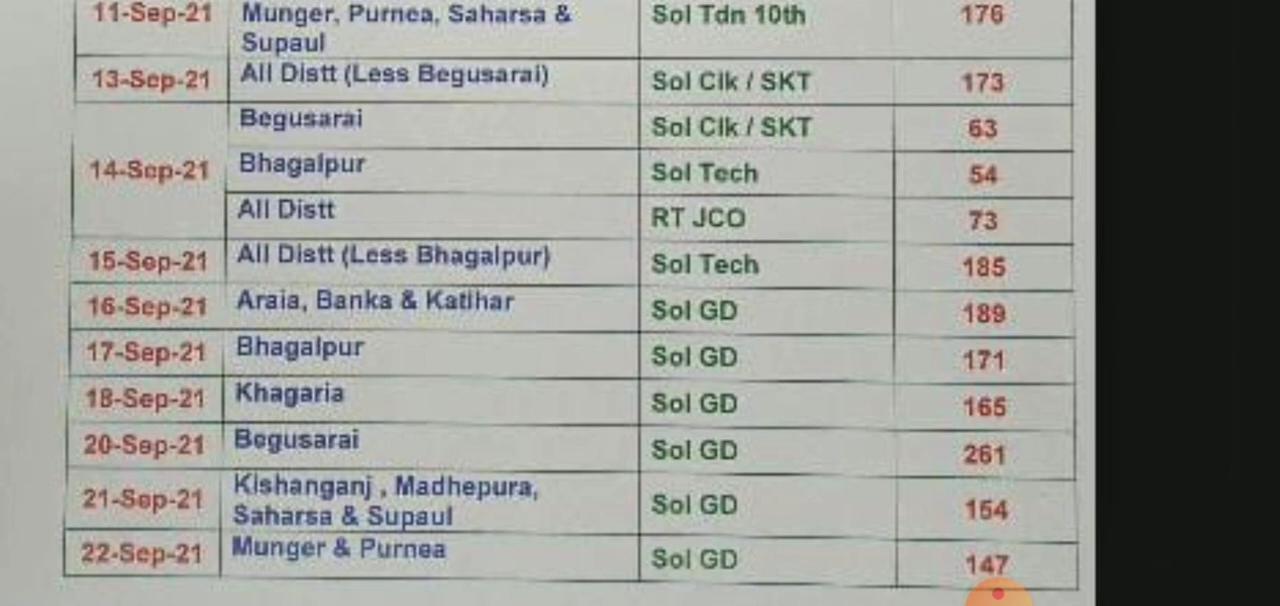 11-Sep-21 Munger, Purnea, Saharsa & Sol Tdn 10th 176
Supaul
13-Sep-21 All Distt (Less Begusarai) Sol Clk / SKT 173
Begusarai Sol Clk / SKT 63
14-Sep-21 Bhagalpur Sol Tech 54
All Distt RT JCO 73
15-Sep-21 All Distt (Less Bhagalpur) Sol Tech 185
16-Sep-21 Araia, Banka & Katihar Sol GD 189
17-Sep-21 Bhagalpur Sol GD 171
18-Sep-21 Khagaria Sol GD 165
20-Sep-21 Begusarai Sol GD 261
21-Sep-21 Kishanganj , Madhepura, Sol GD 154
Saharsa & Supaul
22-Sep-21 Munger & Purnea Sol GD 147